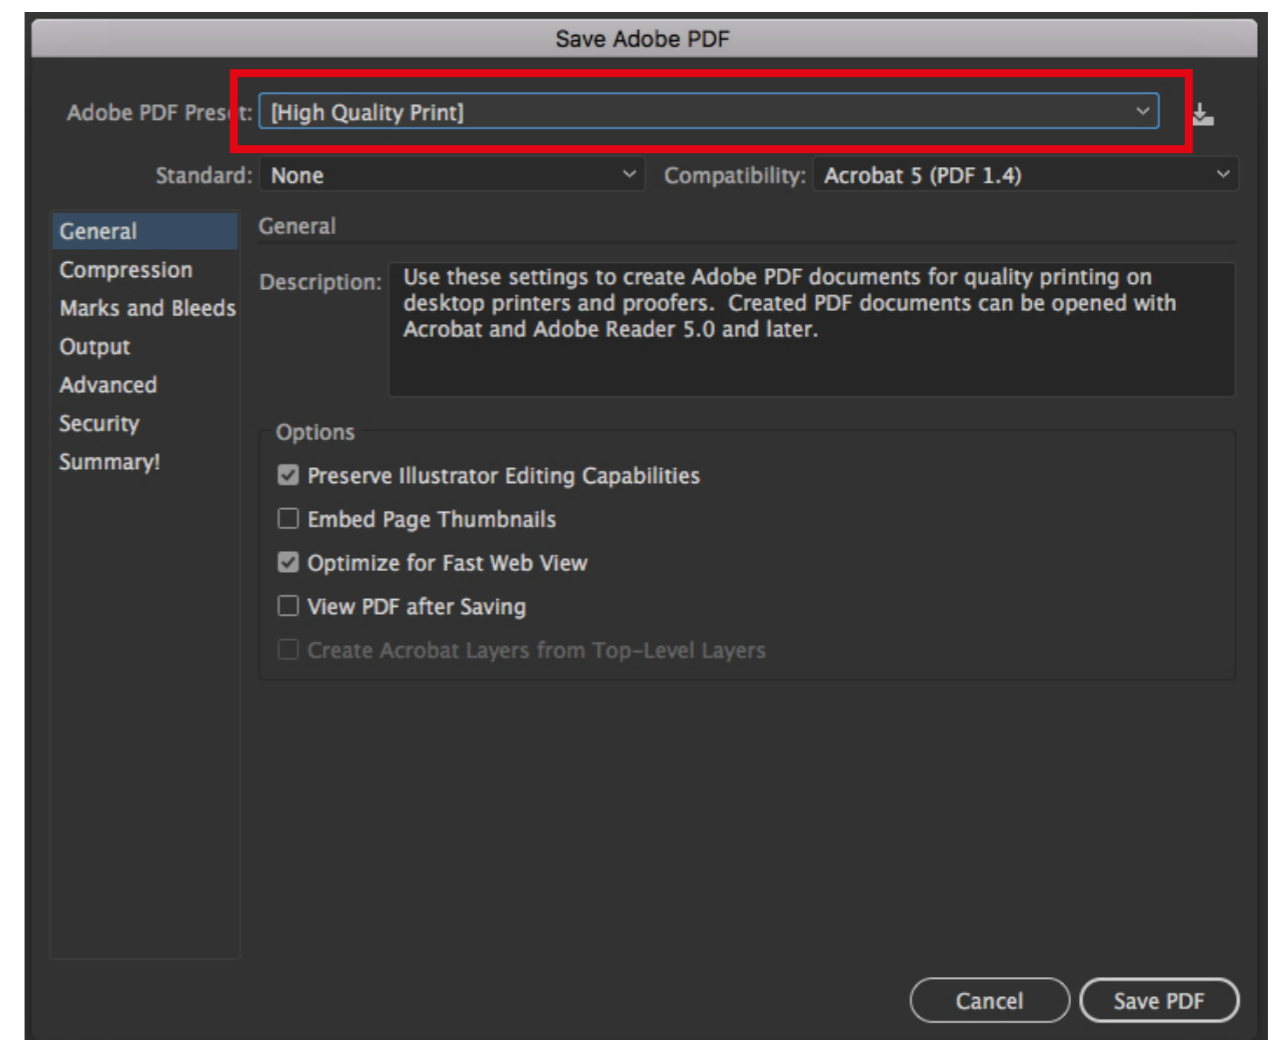 Save Adobe PDF
Adobe PDF Preset: [High Quality Print]
Standard: None Compatibility: Acrobat 5 (PDF 1.4)
General
Compression
Marks and Bleeds
Output
Advanced
Security
Summary!
General
Description: Use these settings to create Adobe PDF documents for quality printing on
desktop printers and proofers.  Created PDF documents can be opened with
Acrobat and Adobe Reader 5.0 and later.
Options
Preserve Illustrator Editing Capabilities
Embed Page Thumbnails
Optimize for Fast Web View
View PDF after Saving
Create Acrobat Layers from Top-Level Layers
Cancel Save PDF